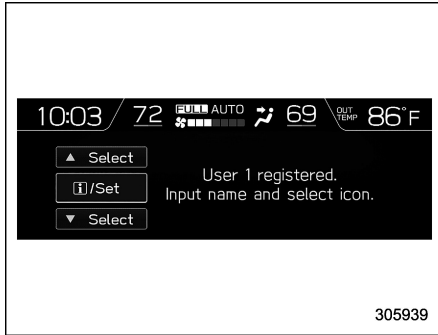 10:03 72 FULL AUTO 69 OUT TEMP 86°F
▲ Select
i/Set
▼ Select
User 1 registered.
Input name and select icon.
305939